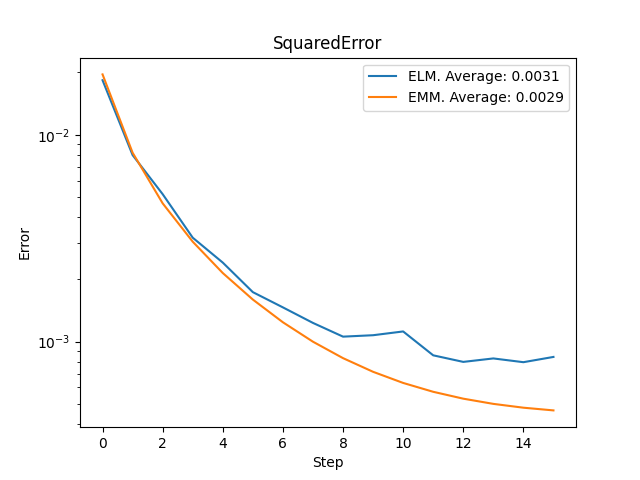 SquaredError
ELM. Average: 0.0031
EMM. Average: 0.0029
10⁻²
10⁻³
Error
0 2 4 6 8 10 12 14
Step